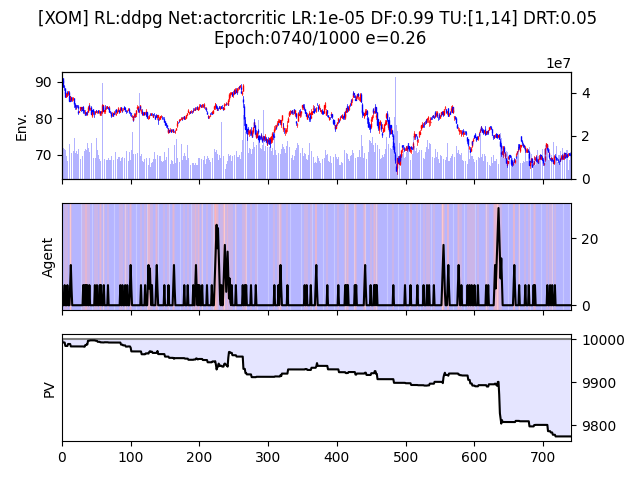 [XOM] RL:ddpg Net:actorcritic LR:1e-05 DF:0.99 TU:[1,14] DRT:0.05
Epoch:0740/1000 e=0.26
1e7
90
80
70
Env.
4
2
0
Agent
20
0
PV
10000
9900
9800
0 100 200 300 400 500 600 700